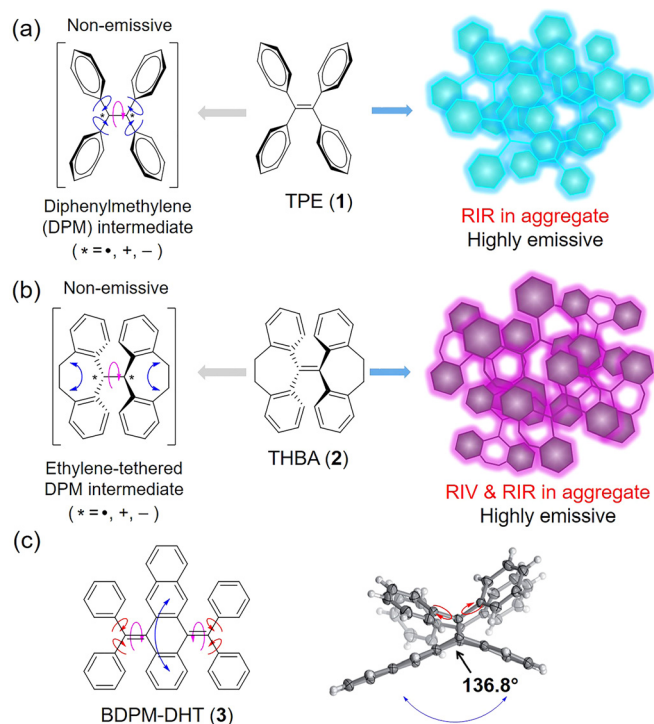 (a)
Non-emissive
* *
Diphenylmethylene
(DPM) intermediate
( * = •, +, – )
TPE (1)
RIR in aggregate
Highly emissive
(b)
Non-emissive
* *
Ethylene-tethered
DPM intermediate
( * = •, +, – )
THBA (2)
RIV & RIR in aggregate
Highly emissive
(c)
BDPM-DHT (3)
136.8°